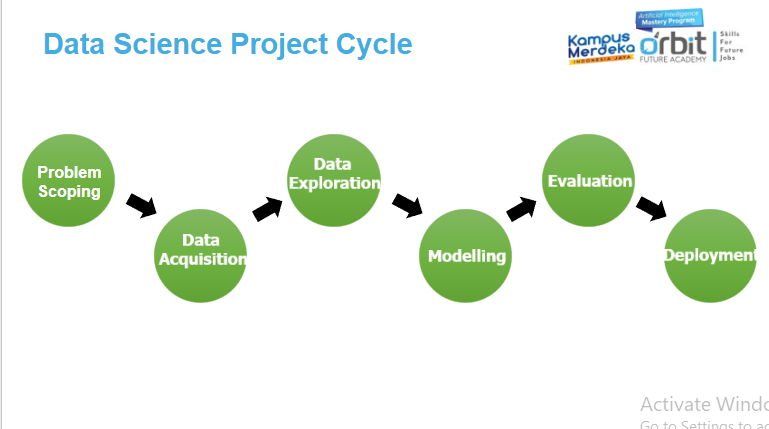 Data Science Project Cycle
Artificial Intelligence
Mastery Program
Kampus
Merdeka
INDONESIA JAYA
Orbit
FUTURE ACADEMY
Skills
For
Future
Jobs
Problem
Scoping
Data
Acquisition
Data
Exploration
Modelling
Evaluation
Deployment
Activate Windo
Go to Settings to ac